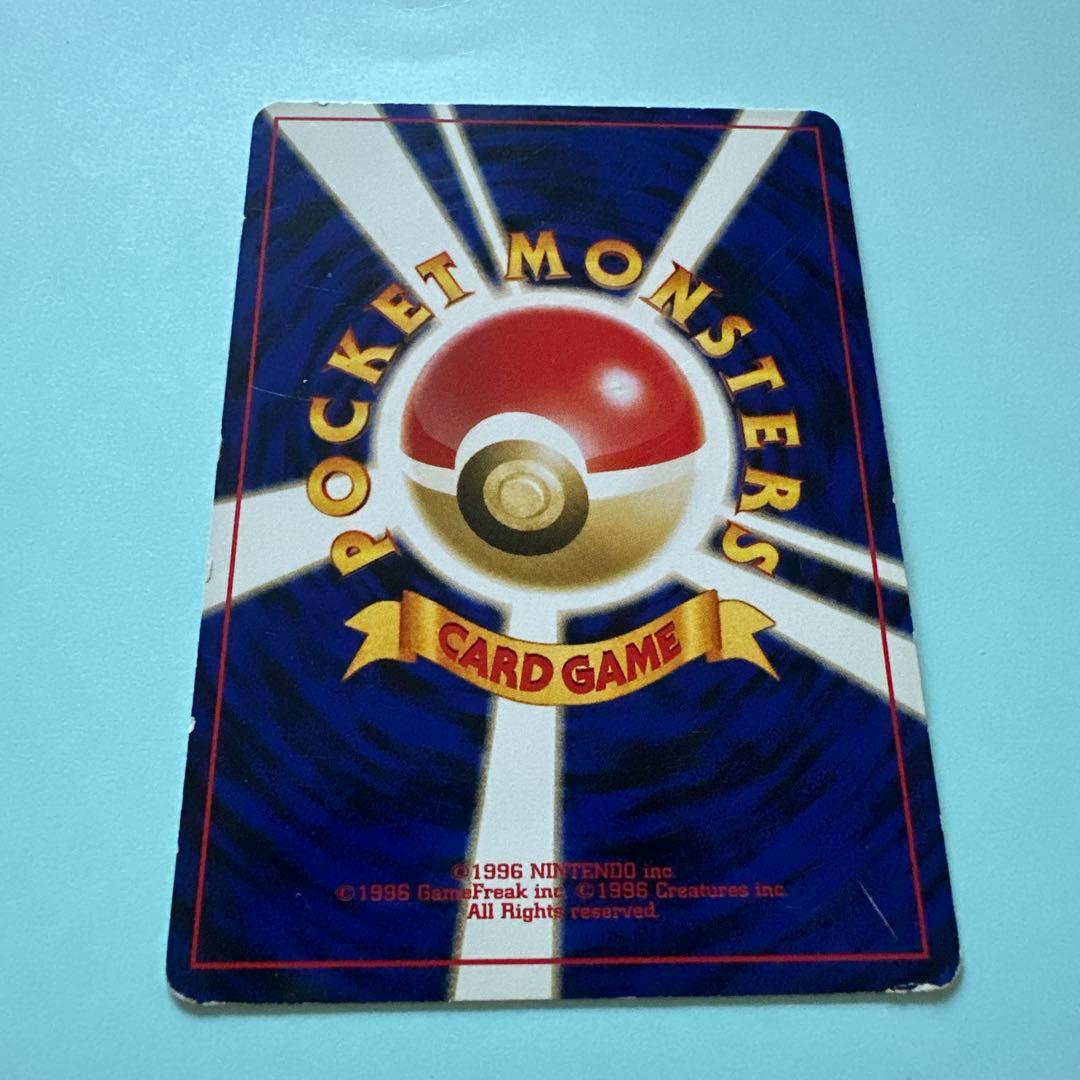 POCKET MONSTERS
CARD GAME
©1996 NINTENDO inc.
©1996 GameFreak inc. ©1996 Creatures inc.
All Rights reserved.